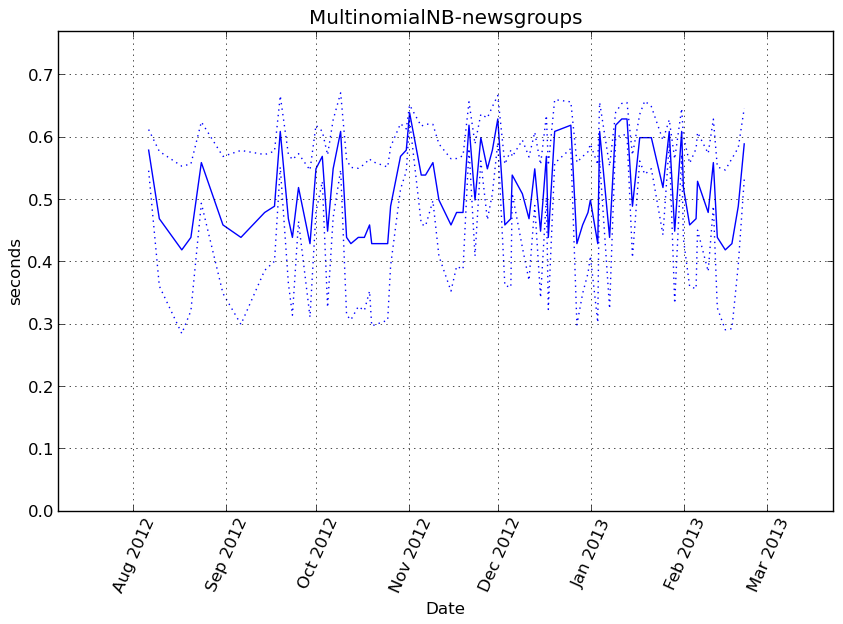 MultinomialNB-newsgroups
0.7
0.6
0.5
0.4
0.3
0.2
0.1
0.0
seconds
Aug 2012
Sep 2012
Oct 2012
Nov 2012
Dec 2012
Jan 2013
Feb 2013
Mar 2013
Date